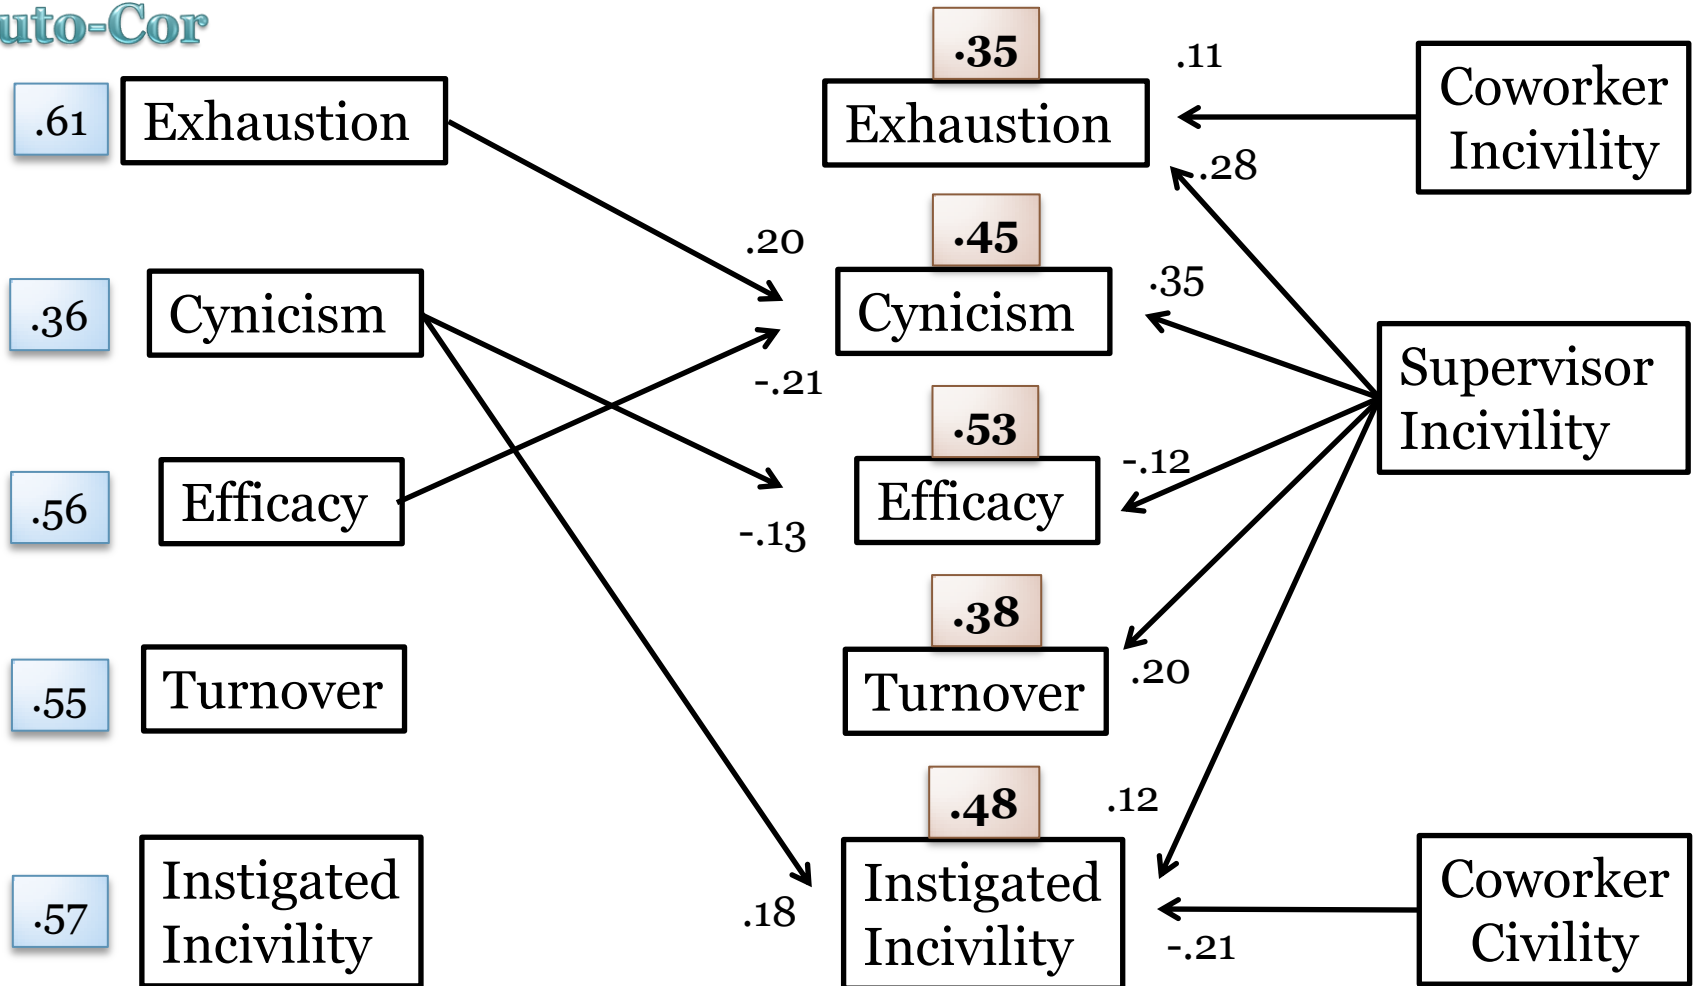 uto-Cor
.61
Exhaustion
.35
Exhaustion
.11
Coworker
Incivility
.28
.20
.36
Cynicism
.45
Cynicism
.35
Supervisor
Incivility
-.21
.56
Efficacy
.53
Efficacy
-.12
-.13
.55
Turnover
.38
Turnover
.20
.57
Instigated
Incivility
.48
Instigated
Incivility
.12
.18
-.21
Coworker
Civility